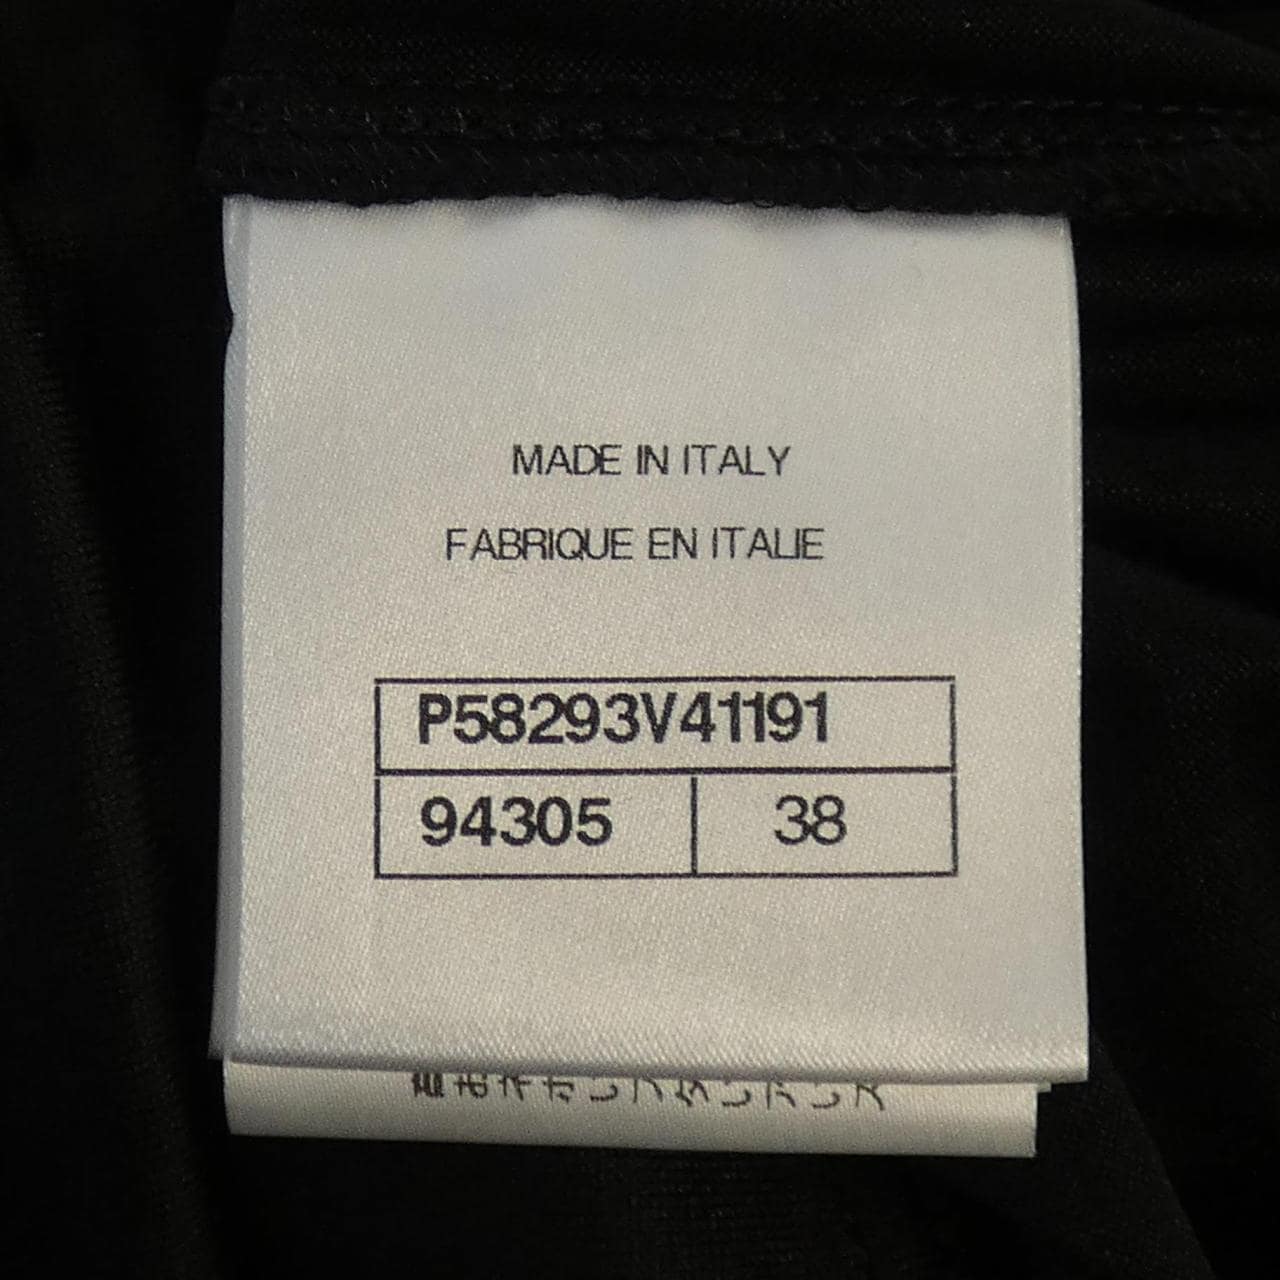 MADE IN ITALY
FABRIQUE EN ITALIE
P58293V41191
94305 38